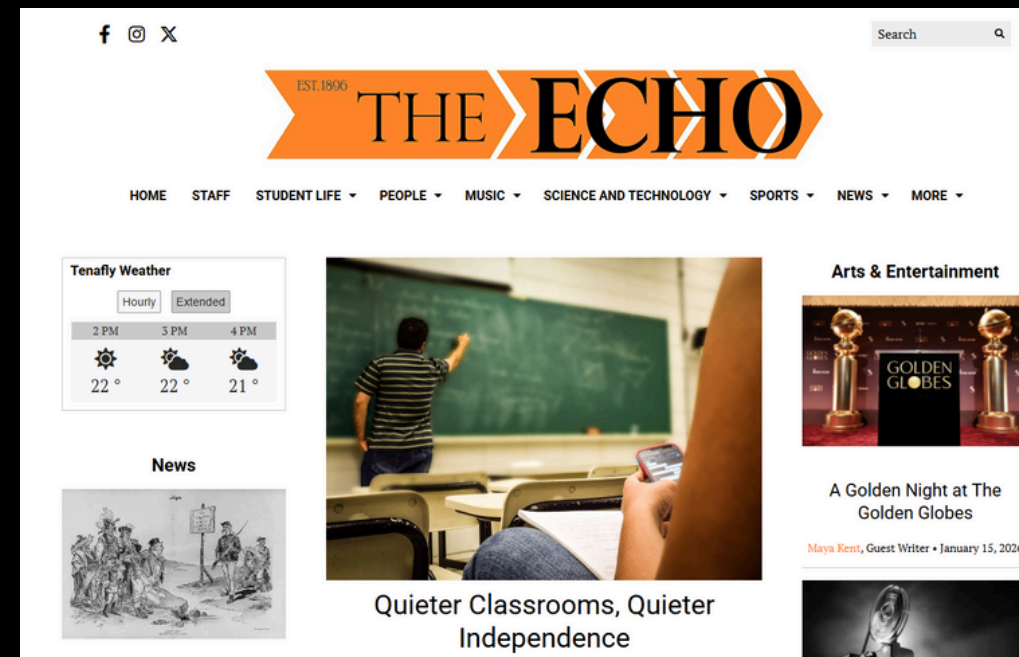 Search
EST. 1896
THE ECHO
HOME STAFF STUDENT LIFE PEOPLE MUSIC SCIENCE AND TECHNOLOGY SPORTS NEWS MORE
Tenafly Weather
Hourly Extended
2 PM 3 PM 4 PM
22 ° 22 ° 21 °
News
Quieter Classrooms, Quieter
Independence
Arts & Entertainment
GOLDEN
GLOBES
A Golden Night at The
Golden Globes
Maya Kent, Guest Writer • January 15, 2026